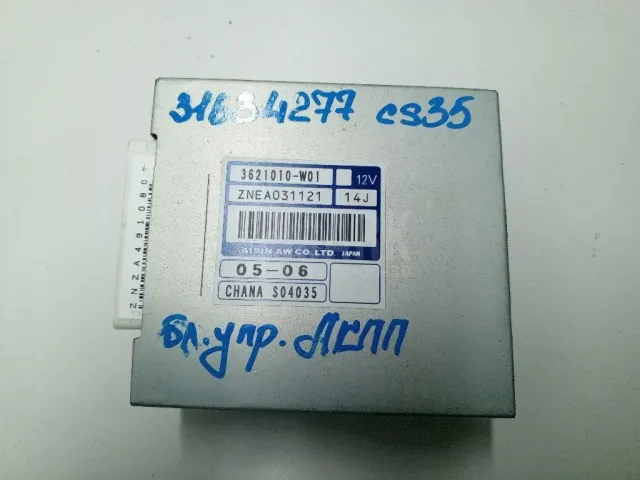 31634277 cs35
3621010-W01 12V
ZNEA031121 14J
AISIN AW CO., LTD. JAPAN
05-06
CHANA S04035
ZNZA491080
Бл.упр. АКПП